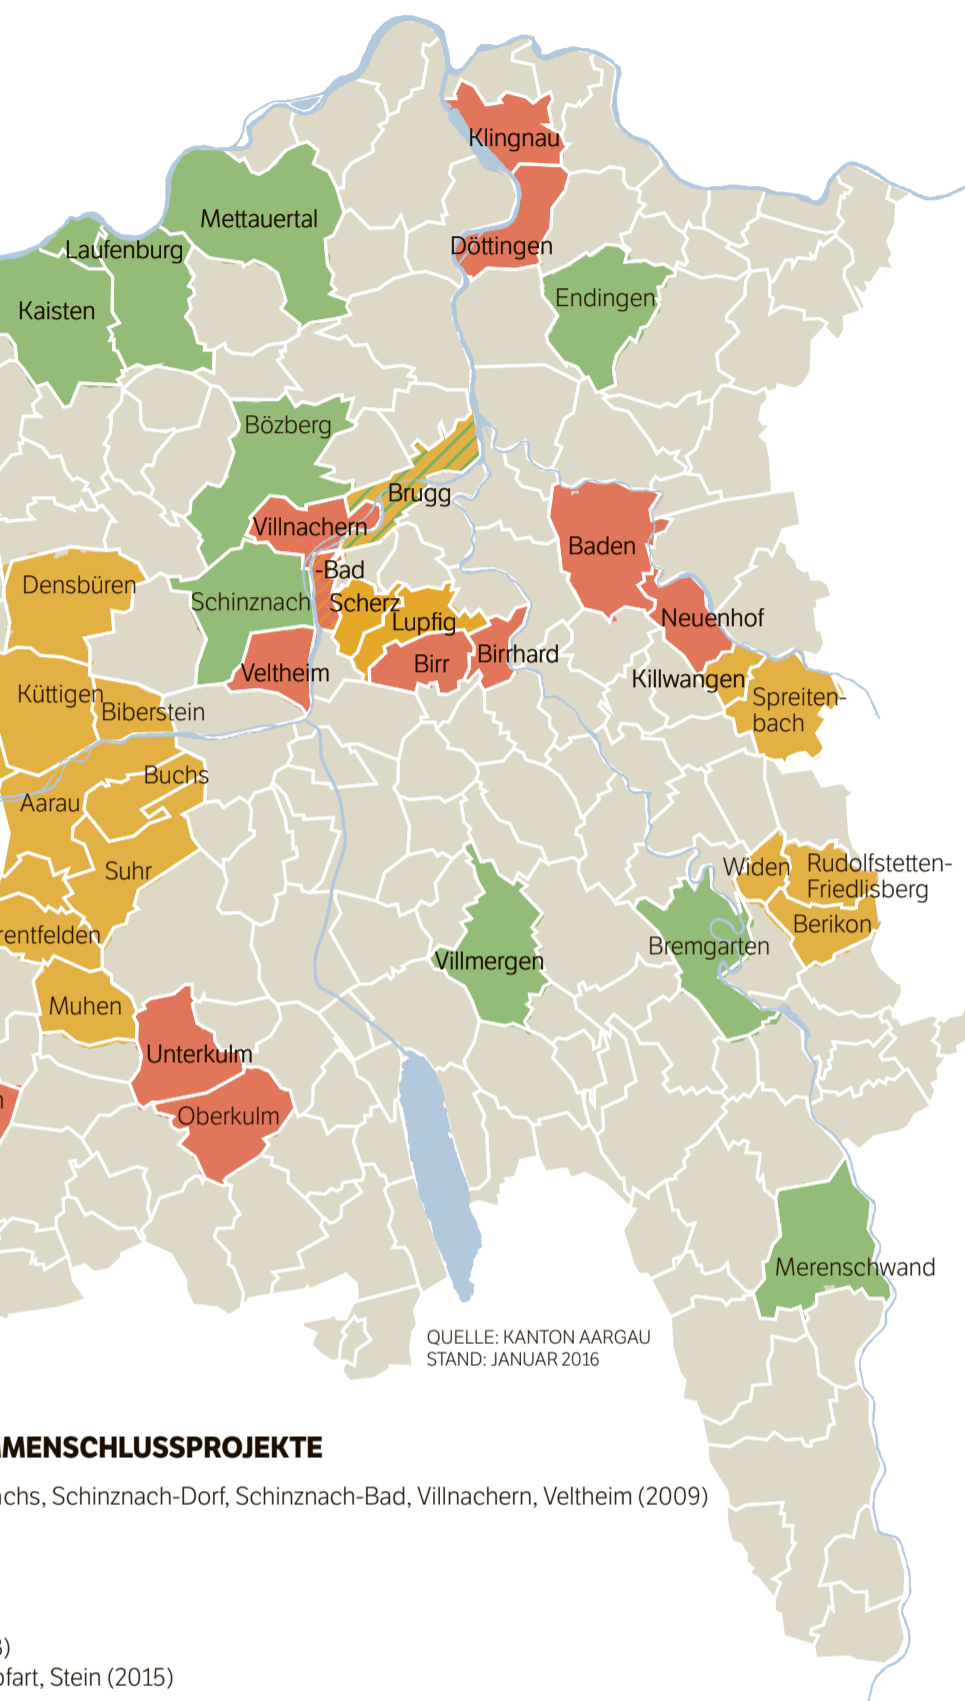 Klingnau
Mettauertal
Döttingen
Laufenburg
Endingen
Kaisten
Bözberg
Brugg
Villnachern
Baden
-Bad
Densbüren
Schinznach
Scherz
Lupfig
Neuenhof
Birrhard
Birr
Veltheim
Killwangen
Küttigen
Spreiten-
bach
Biberstein
Buchs
Aarau
Widen
Rudolfstetten-
Friedlisberg
Suhr
Berikon
rentfelden
Bremgarten
Villmergen
Muhen
Unterkulm
Oberkulm
Merenschwand
QUELLE: KANTON AARGAU
STAND: JANUAR 2016
MENSCHLUSSPROJEKTE
chs, Schinznach-Dorf, Schinznach-Bad, Villnachern, Veltheim (2009)
)
fart, Stein (2015)